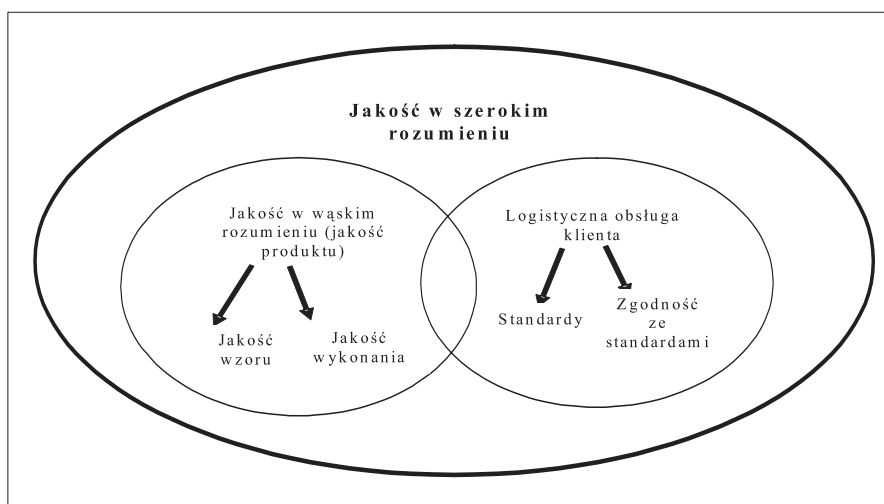 Jakość w szerokim
rozumieniu
Jakość w wąskim
rozumieniu (jakość
produktu)
Jakość
wzoru
Jakość
wykonania
Logistyczna obsługa
klienta
Standardy
Zgodność
ze
standardami